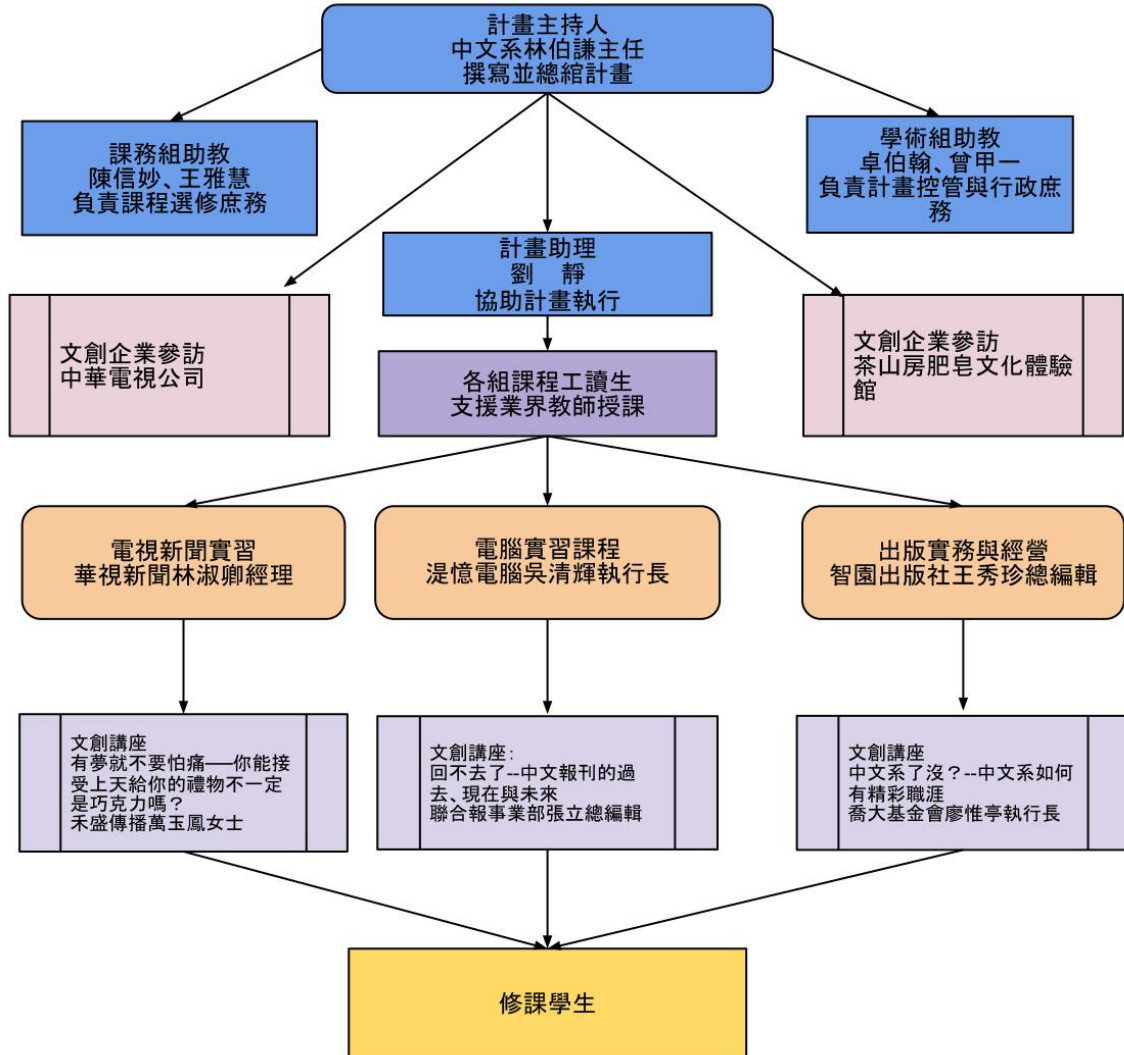 計畫主持人
中文系林伯謙主任
撰寫並總綰計畫
課務組助教
陳信妙、王雅慧
負責課程選修庶務
學術組助教
卓伯翰、曾甲一
負責計畫控管與行政庶
務
計畫助理
劉　靜
協助計畫執行
文創企業參訪
中華電視公司
文創企業參訪
茶山房肥皂文化體驗
館
各組課程工讀生
支援業界教師授課
電視新聞實習
華視新聞林淑卿經理
電腦實習課程
湜憶電腦吳清輝執行長
出版實務與經營
智園出版社王秀珍總編輯
文創講座
有夢就不要怕痛──你能接
受上天給你的禮物不一定
是巧克力嗎？
禾盛傳播萬玉鳳女士
文創講座：
回不去了--中文報刊的過
去、現在與未來
聯合報事業部張立總編輯
文創講座
中文系了沒？--中文系如何
有精彩職涯
喬大基金會廖惟亭執行長
修課學生